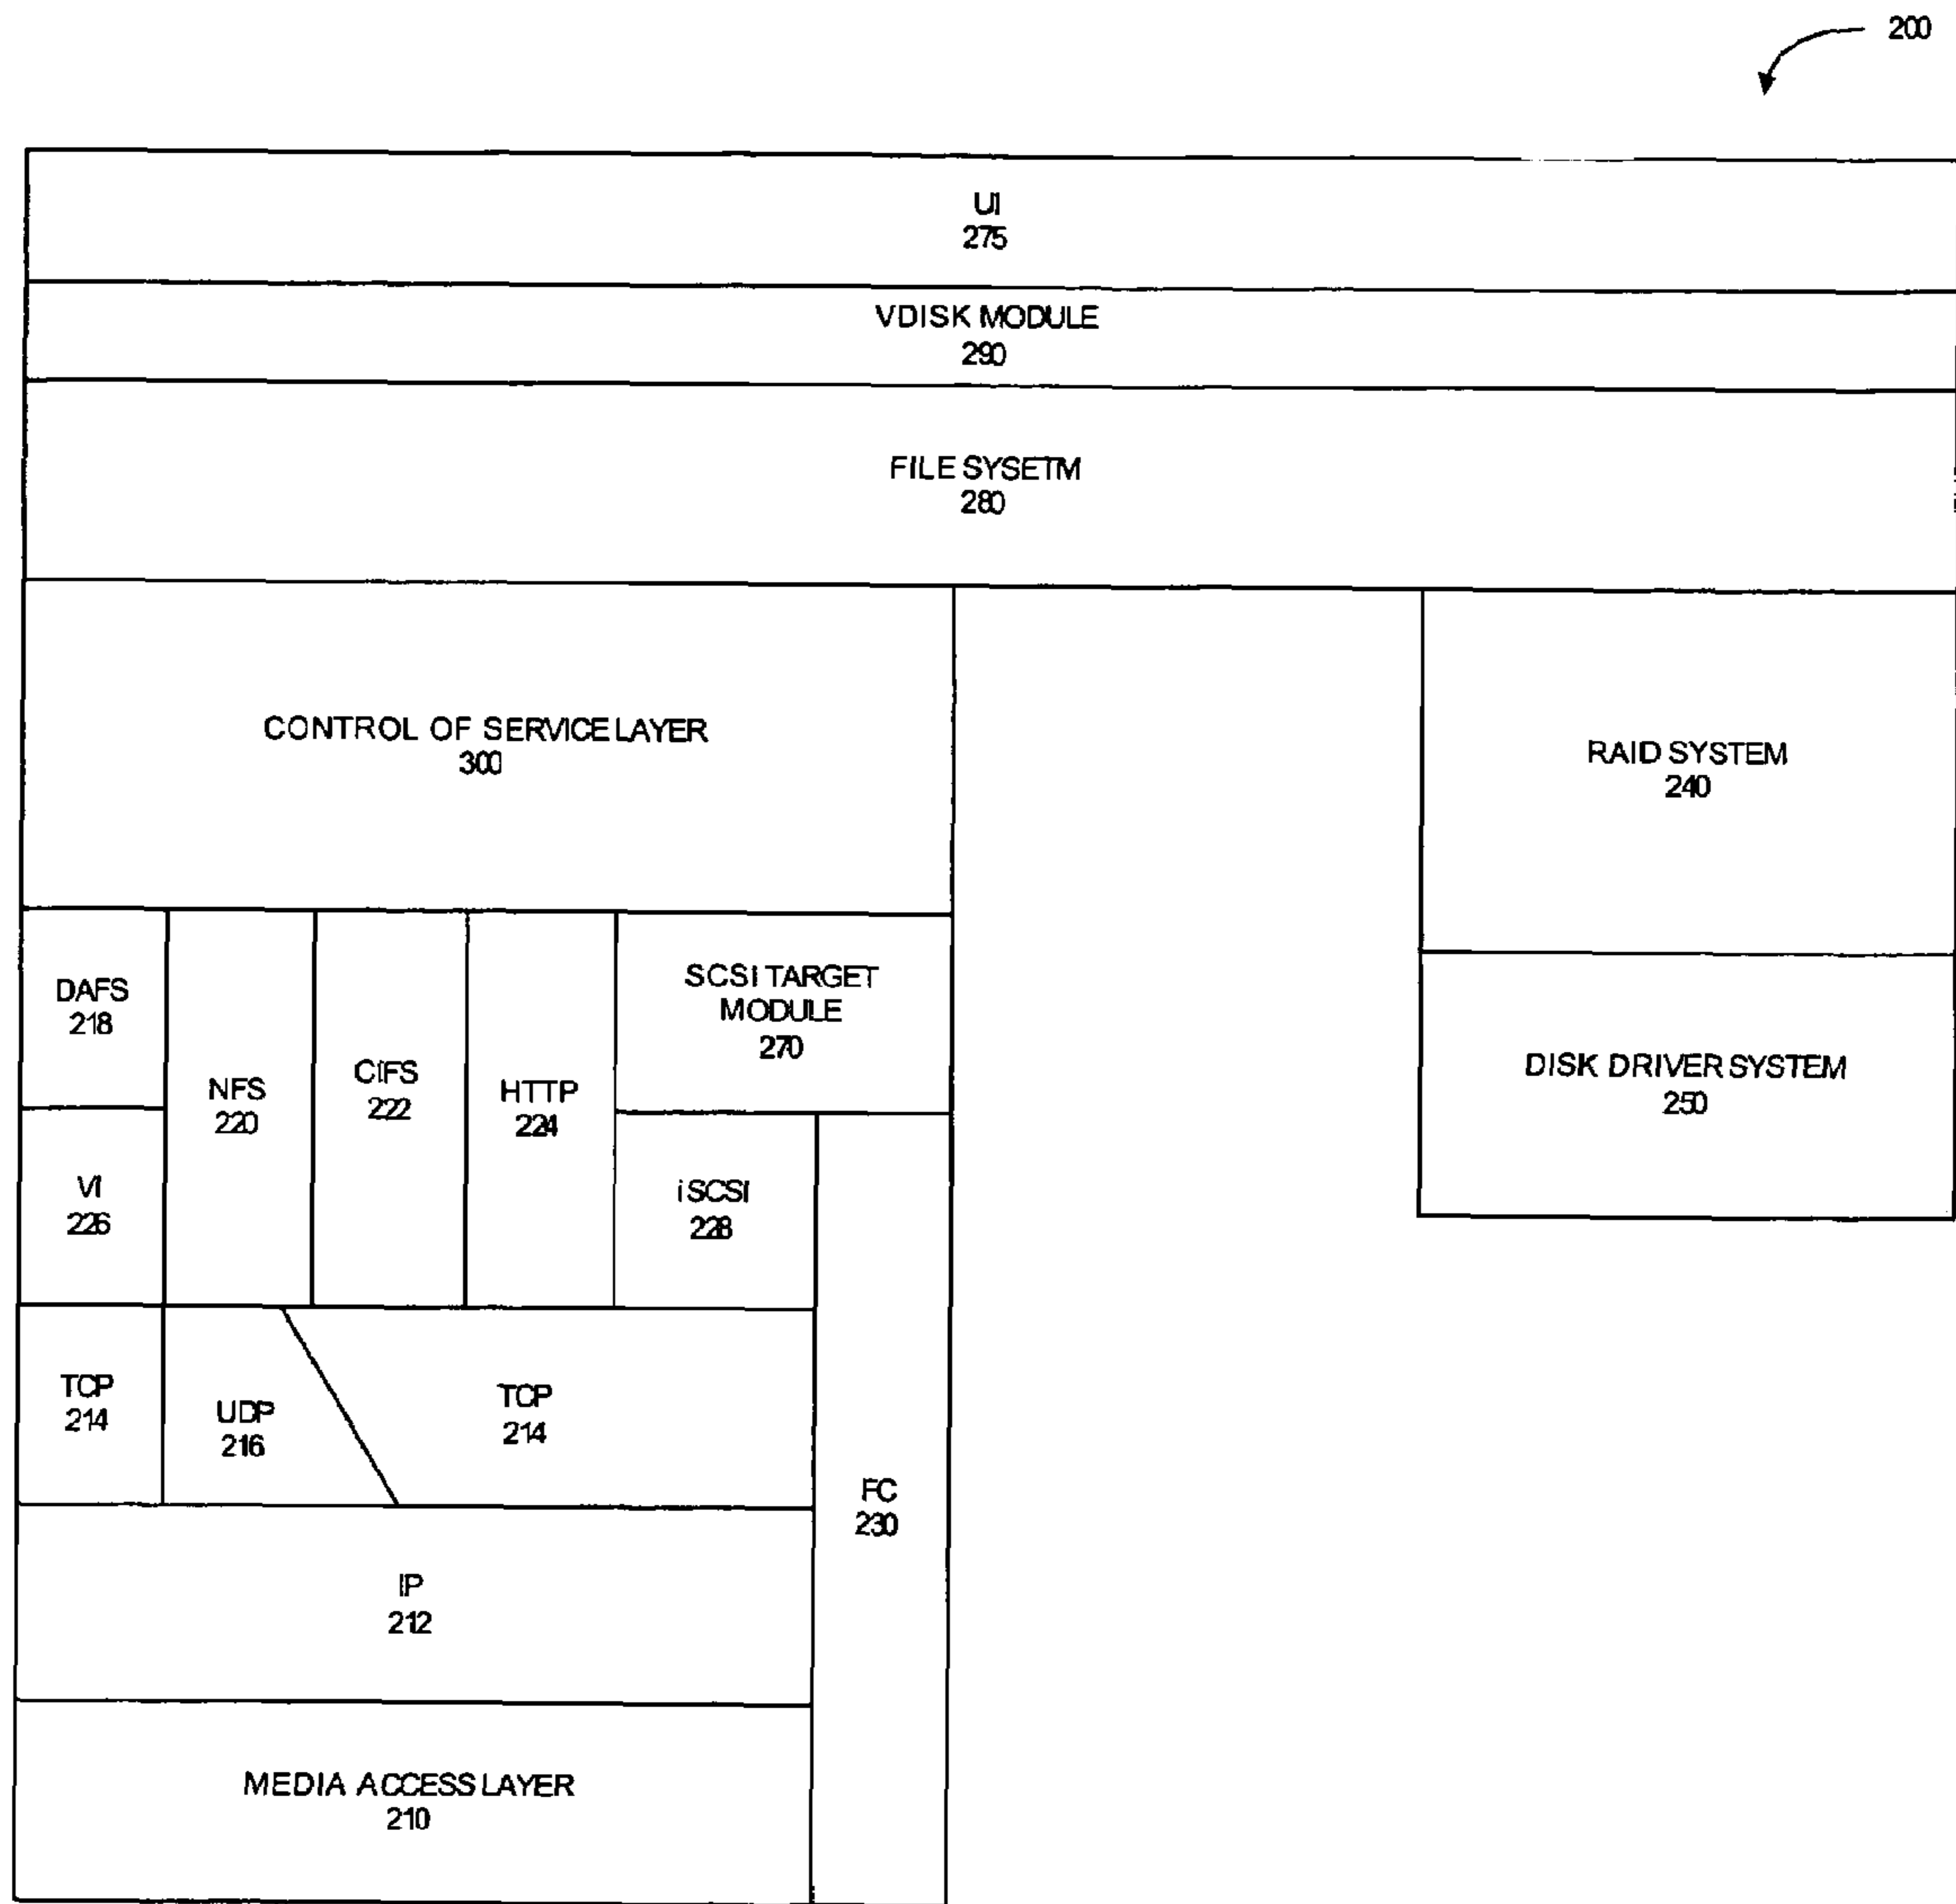 200
UI
275
VDISK MODULE
290
FILE SYSETM
280
CONTROL OF SERVICE LAYER
300
RAID SYSTEM
240
DAFS
218
NFS
220
CIFS
222
HTTP
224
SCSI TARGET
MODULE
270
DISK DRIVER SYSTEM
250
VI
226
iSCSI
228
TCP
214
UDP
216
TCP
214
FC
230
IP
212
MEDIA ACCESS LAYER
210